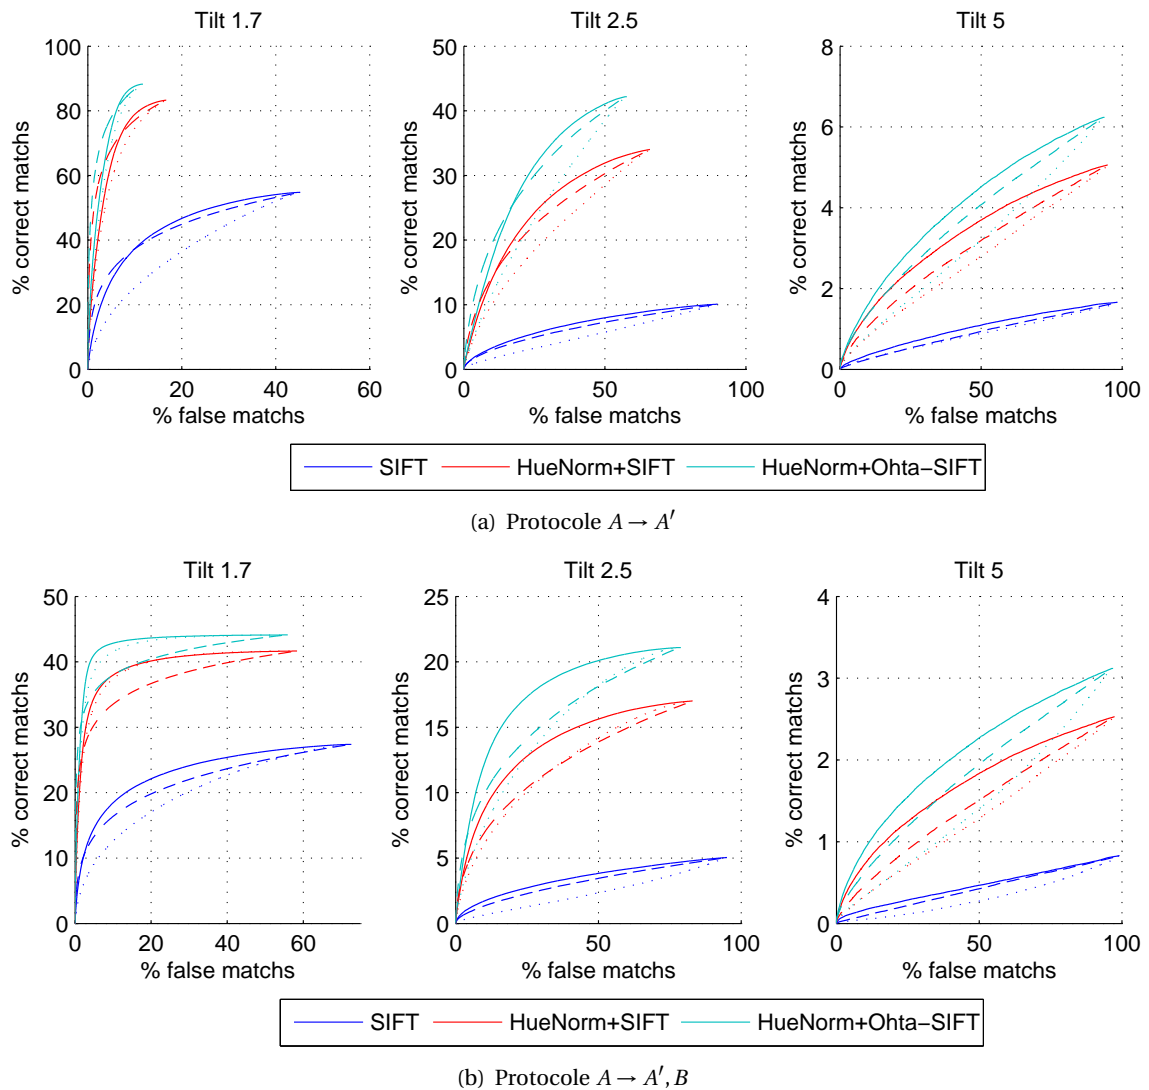 Tilt 1.7
Tilt 2.5
Tilt 5
100
80
60
40
20
0
% correct matchs
0 20 40 60
% false matchs
50
40
30
20
10
0
% correct matchs
0 50 100
% false matchs
8
6
4
2
0
% correct matchs
0 50 100
% false matchs
SIFT HueNorm+SIFT HueNorm+Ohta−SIFT
(a) Protocole A → A′
Tilt 1.7
Tilt 2.5
Tilt 5
50
40
30
20
10
0
% correct matchs
0 20 40 60
% false matchs
25
20
15
10
5
0
% correct matchs
0 50 100
% false matchs
4
3
2
1
0
% correct matchs
0 50 100
% false matchs
SIFT HueNorm+SIFT HueNorm+Ohta−SIFT
(b) Protocole A → A′, B